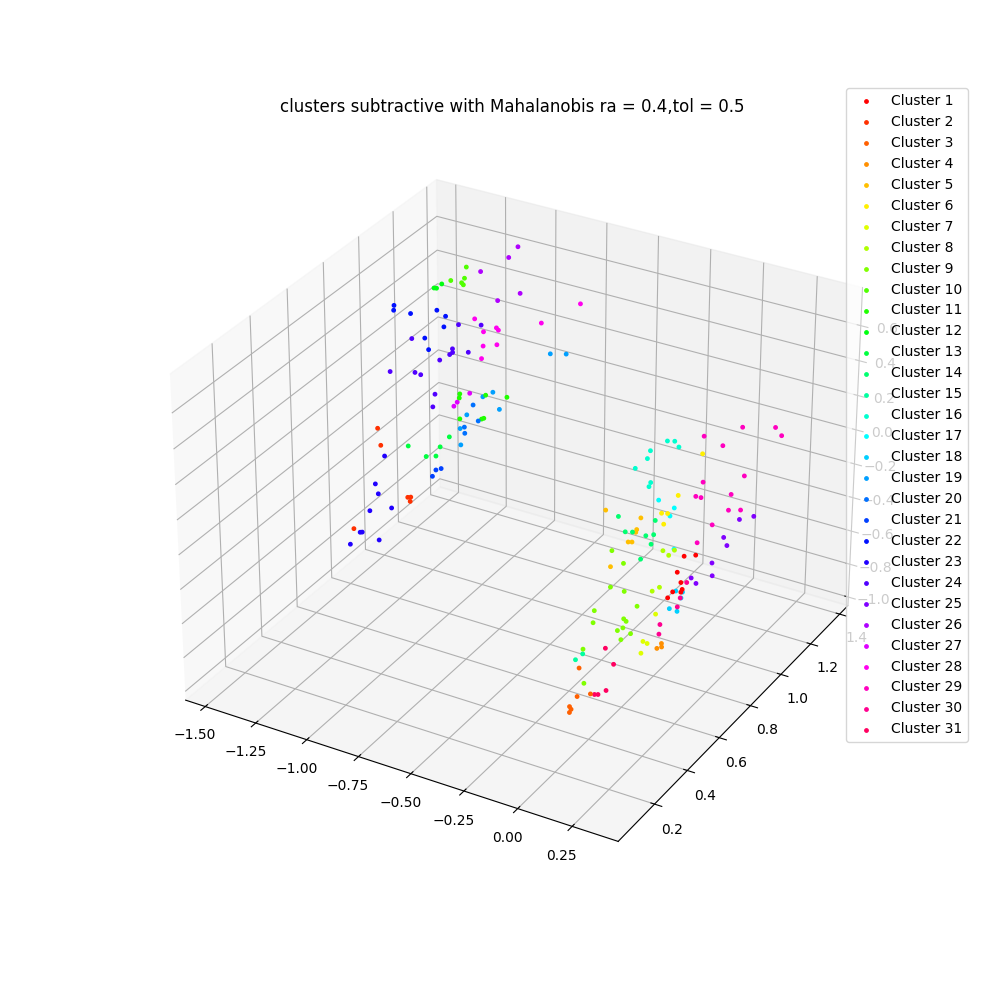 clusters subtractive with Mahalanobis ra = 0.4,tol = 0.5
Cluster 1
Cluster 2
Cluster 3
Cluster 4
Cluster 5
Cluster 6
Cluster 7
Cluster 8
Cluster 9
Cluster 10
Cluster 11
Cluster 12
Cluster 13
Cluster 14
Cluster 15
Cluster 16
Cluster 17
Cluster 18
Cluster 19
Cluster 20
Cluster 21
Cluster 22
Cluster 23
Cluster 24
Cluster 25
Cluster 26
Cluster 27
Cluster 28
Cluster 29
Cluster 30
Cluster 31
0.6
0.4
0.2
0.0
−0.2
−0.4
−0.6
−0.8
−1.0
1.4
1.2
1.0
0.8
0.6
0.4
0.2
−1.50
−1.25
−1.00
−0.75
−0.50
−0.25
0.00
0.25